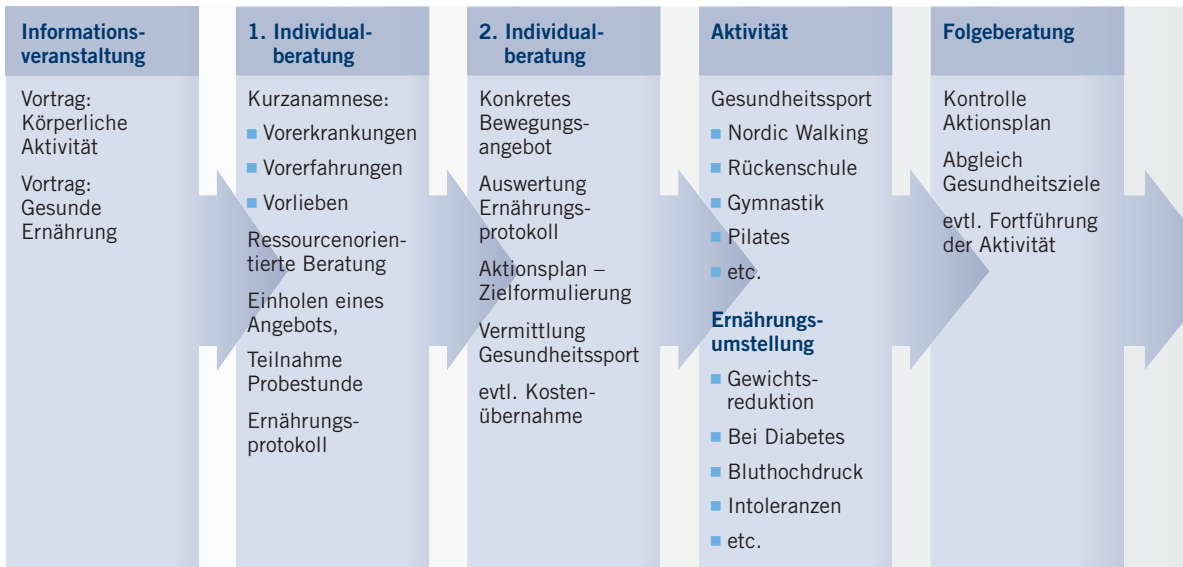 Informations-
veranstaltung
Vortrag:
Körperliche
Aktivität
Vortrag:
Gesunde
Ernährung
1. Individual-
beratung
Kurzanamnese:
Vorerkrankungen
Vorerfahrungen
Vorlieben
Ressourcenorien-
tierte Beratung
Einholen eines
Angebots,
Teilnahme
Probestunde
Ernährungs-
protokoll
2. Individual-
beratung
Konkretes
Bewegungs-
angebot
Auswertung
Ernährungs-
protokoll
Aktionsplan –
Zielformulierung
Vermittlung
Gesundheitssport
evtl. Kosten-
übernahme
Aktivität
Gesundheitssport
Nordic Walking
Rückenschule
Gymnastik
Pilates
etc.
Ernährungs-
umstellung
Gewichts-
reduktion
Bei Diabetes
Bluthochdruck
Intoleranzen
etc.
Folgeberatung
Kontrolle
Aktionsplan
Abgleich
Gesundheitsziele
evtl. Fortführung
der Aktivität